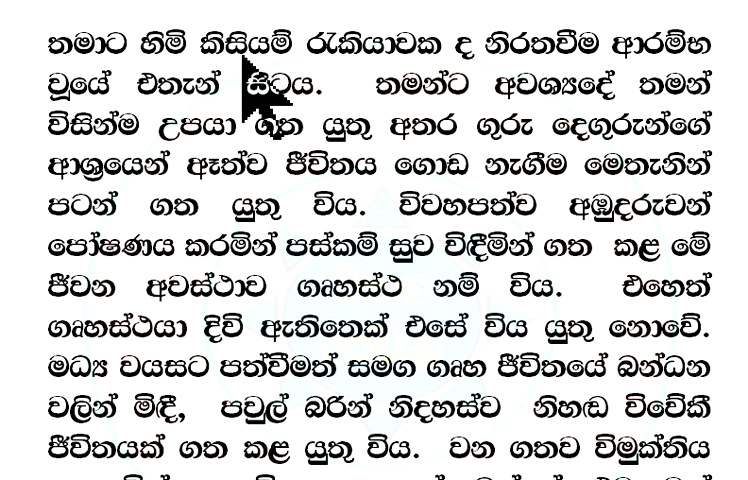 තමාට හිමි කිසියම් රැකියාවක ද නිරතවීම ආරම්භ
වූයේ එතැන් සිටය. තමන්ට අවශ්‍යදේ තමන්
විසින්ම උපයා ගත යුතු අතර ගුරු දෙගුරුන්ගේ
ආශ්‍රයෙන් ඈත්ව ජීවිතය ගොඩ නැගීම මෙතැනින්
පටන් ගත යුතු විය. විවහපත්ව අඹුදරුවන්
පෝෂණය කරමින් පස්කම් සුව විඳිමින් ගත කළ මේ
ජීවන අවස්ථාව ගෘහස්ථ නම් විය. එහෙත්
ගෘහස්ථයා දිවි ඇතිතෙක් එසේ විය යුතු නොවේ.
මධ්‍ය වයසට පත්වීමත් සමග ගෘහ ජීවිතයේ බන්ධන
වලින් මිඳී, පවුල් බරින් නිදහස්ව නිහඬ විවේකී
ජීවිතයක් ගත කළ යුතු විය. වන ගතව විමුක්තිය